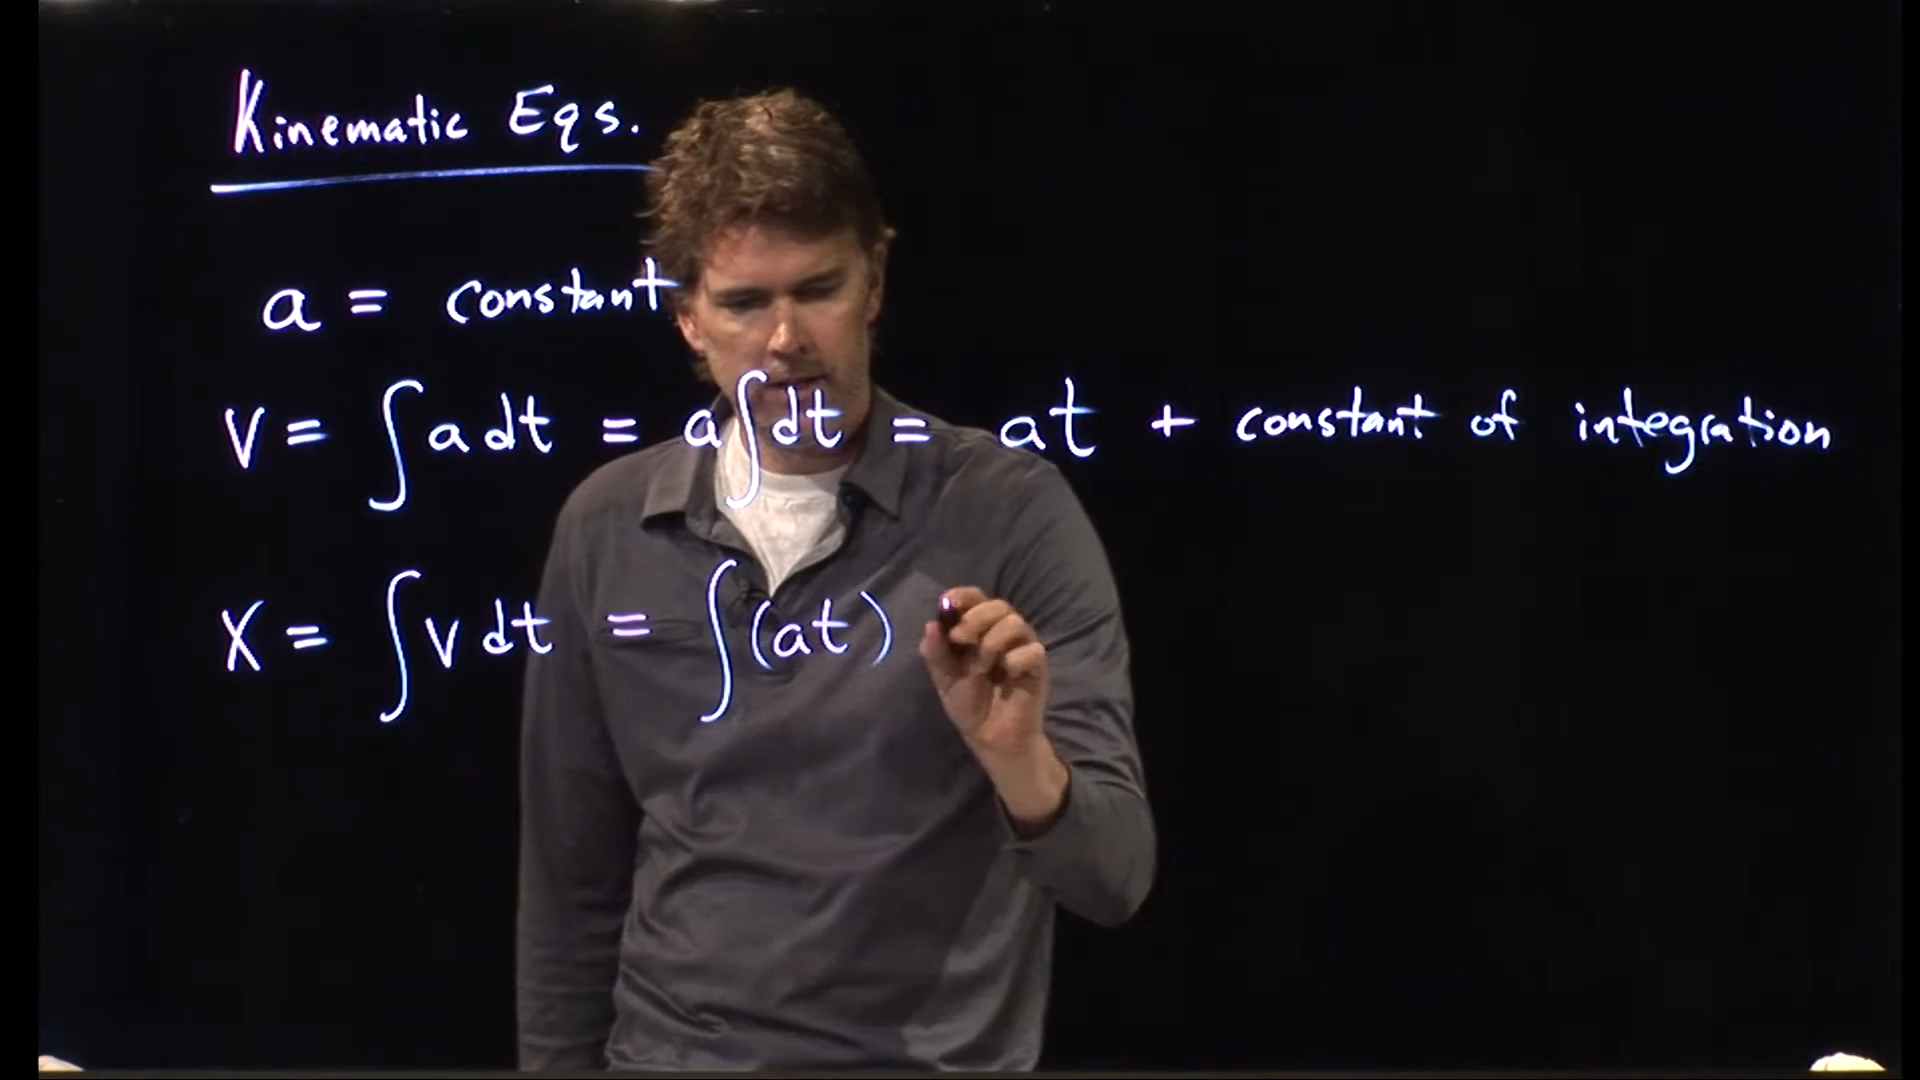 Kinematic Eqs.
a = constant
v = ∫a dt = a∫dt = at + constant of integration
x = ∫v dt = ∫(at)